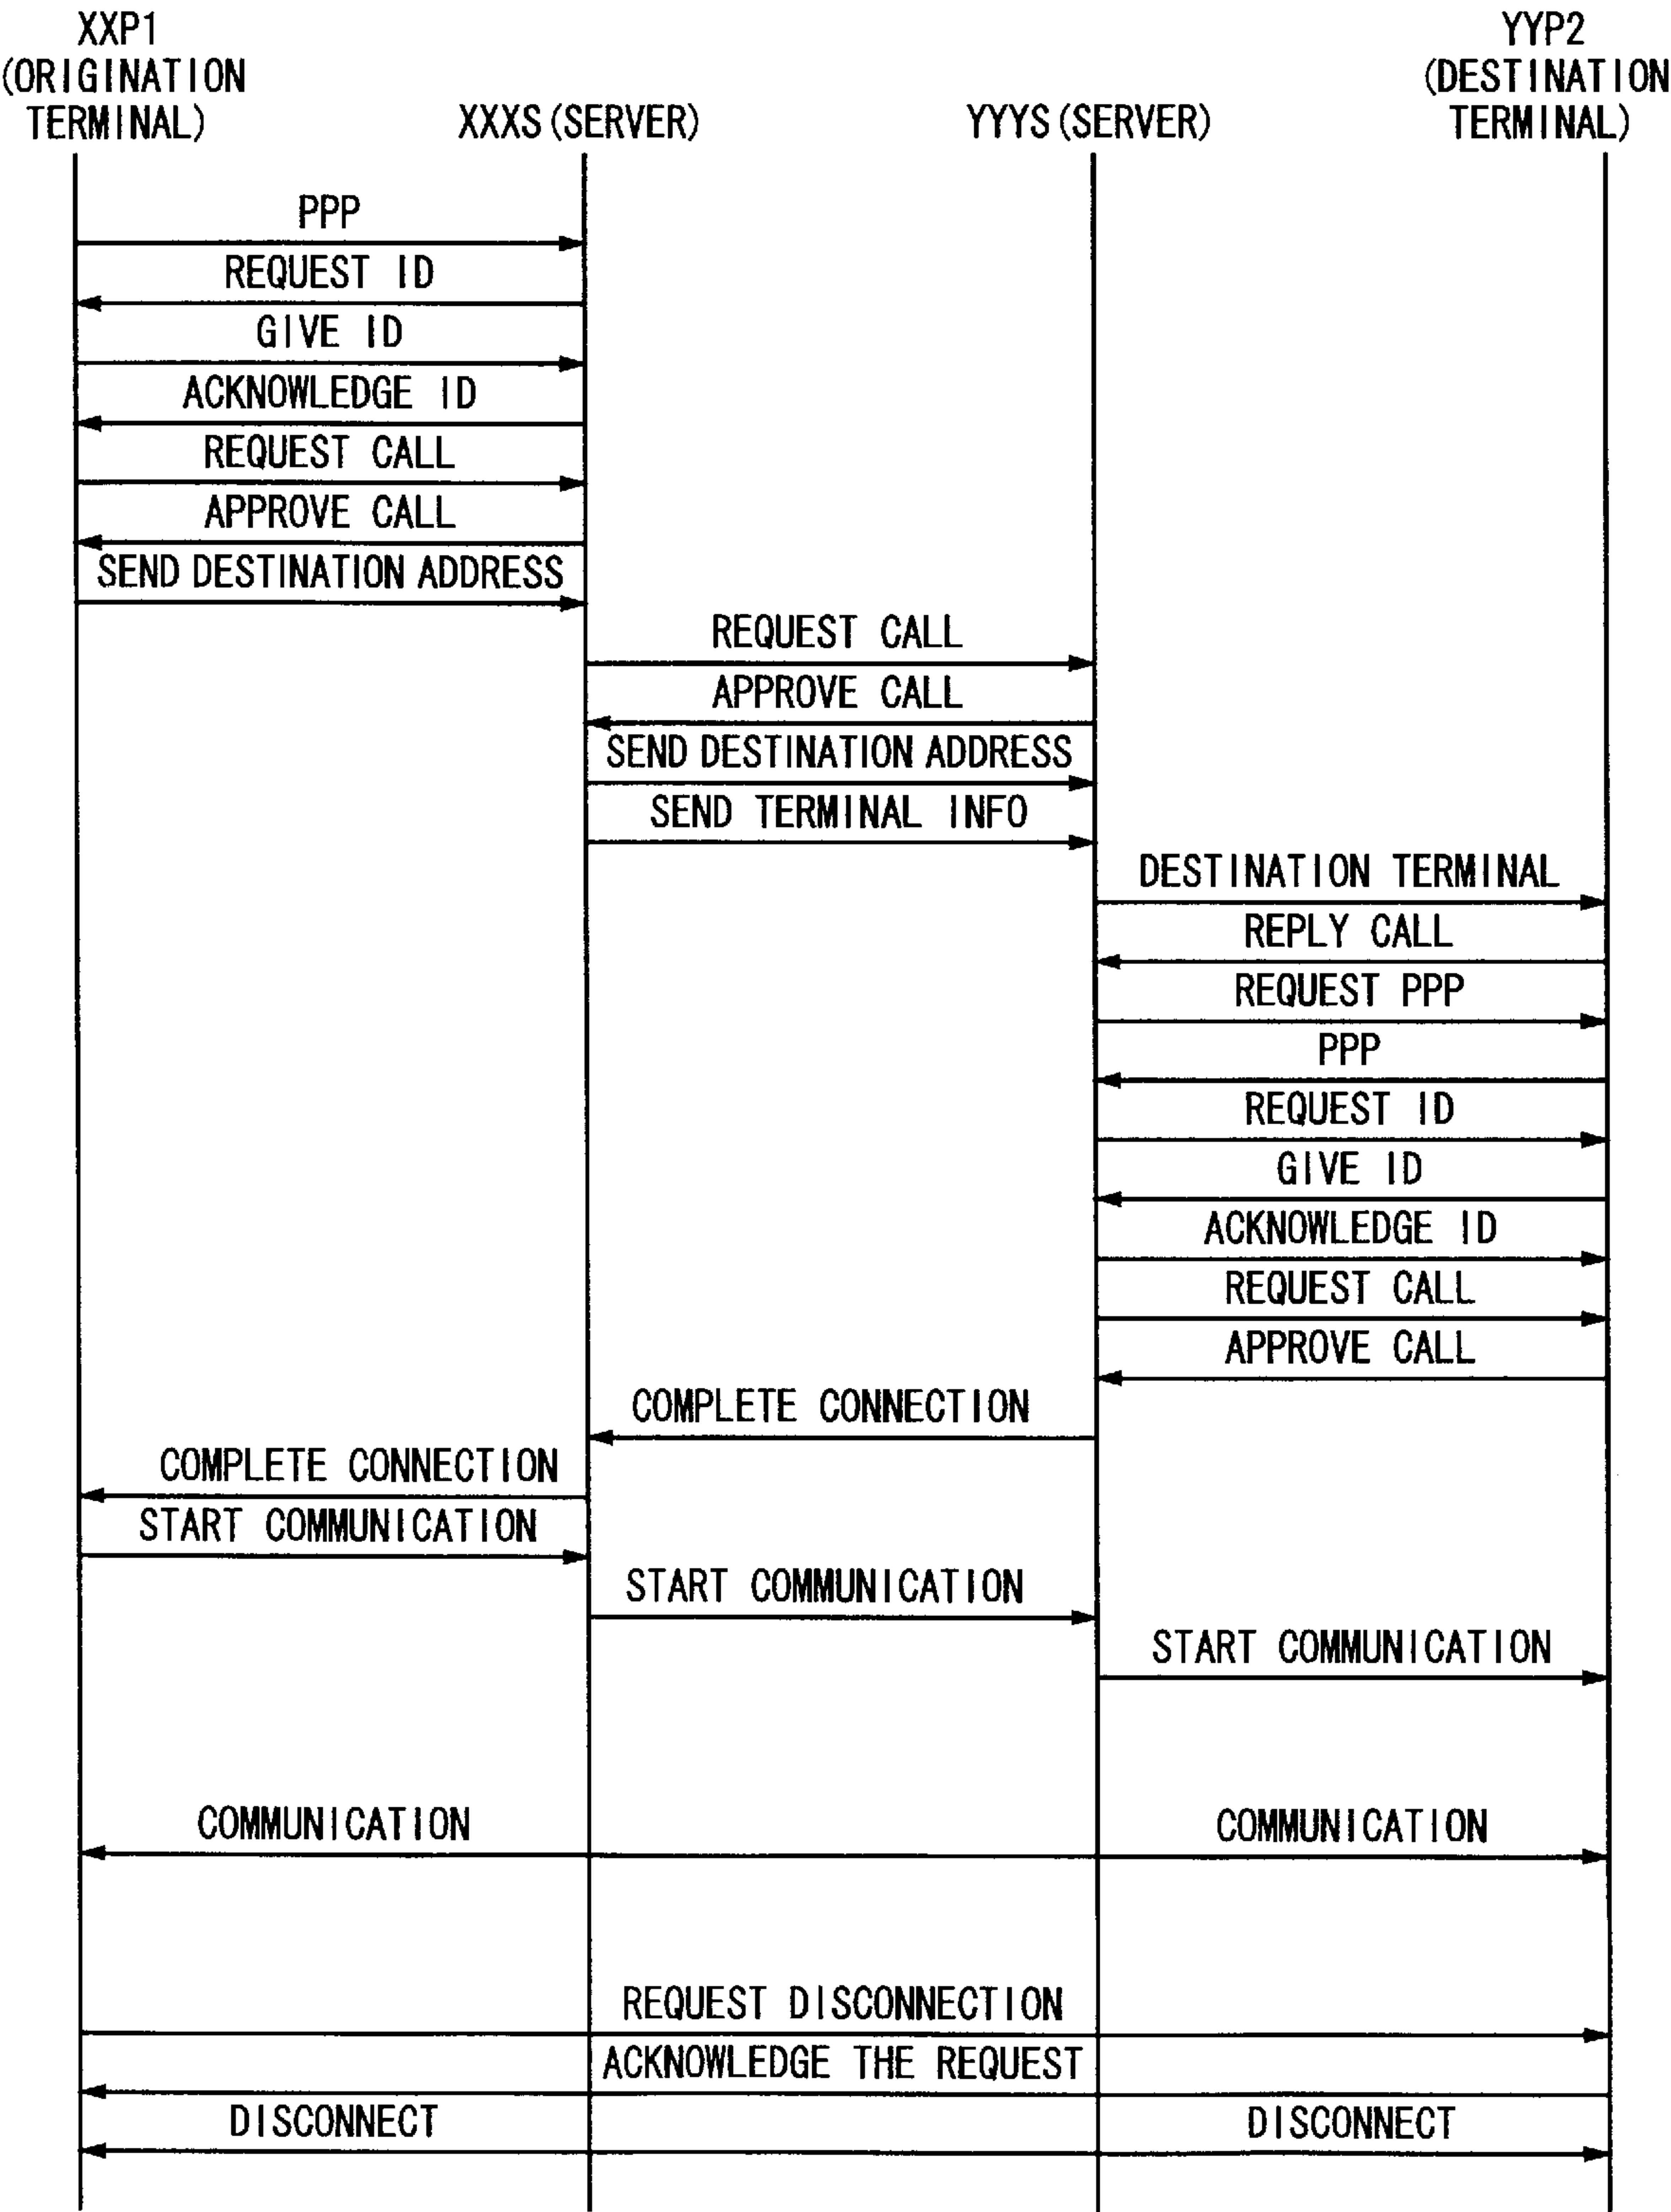 XXP1
(ORIGINATION
TERMINAL)
XXXS(SERVER)
YYYS(SERVER)
YYP2
(DESTINATION
TERMINAL)
PPP
REQUEST ID
GIVE ID
ACKNOWLEDGE ID
REQUEST CALL
APPROVE CALL
SEND DESTINATION ADDRESS
REQUEST CALL
APPROVE CALL
SEND DESTINATION ADDRESS
SEND TERMINAL INFO
DESTINATION TERMINAL
REPLY CALL
REQUEST PPP
PPP
REQUEST ID
GIVE ID
ACKNOWLEDGE ID
REQUEST CALL
APPROVE CALL
COMPLETE CONNECTION
COMPLETE CONNECTION
START COMMUNICATION
START COMMUNICATION
START COMMUNICATION
COMMUNICATION
COMMUNICATION
REQUEST DISCONNECTION
ACKNOWLEDGE THE REQUEST
DISCONNECT
DISCONNECT